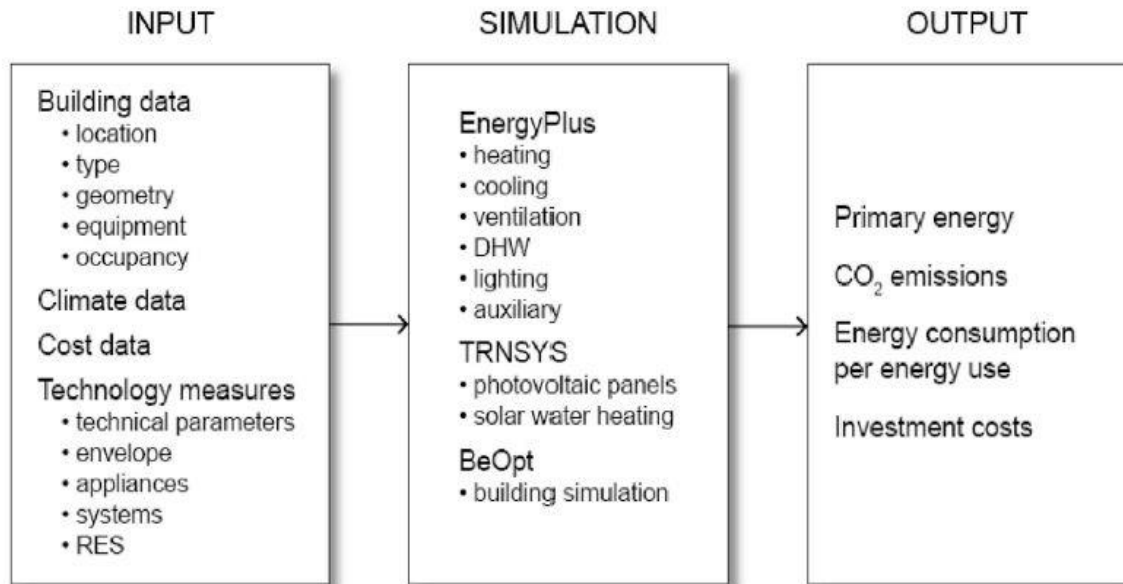 INPUT
Building data
• location
• type
• geometry
• equipment
• occupancy
Climate data
Cost data
Technology measures
• technical parameters
• envelope
• appliances
• systems
• RES
SIMULATION
EnergyPlus
• heating
• cooling
• ventilation
• DHW
• lighting
• auxiliary
TRNSYS
• photovoltaic panels
• solar water heating
BeOpt
• building simulation
OUTPUT
Primary energy
CO₂ emissions
Energy consumption
per energy use
Investment costs